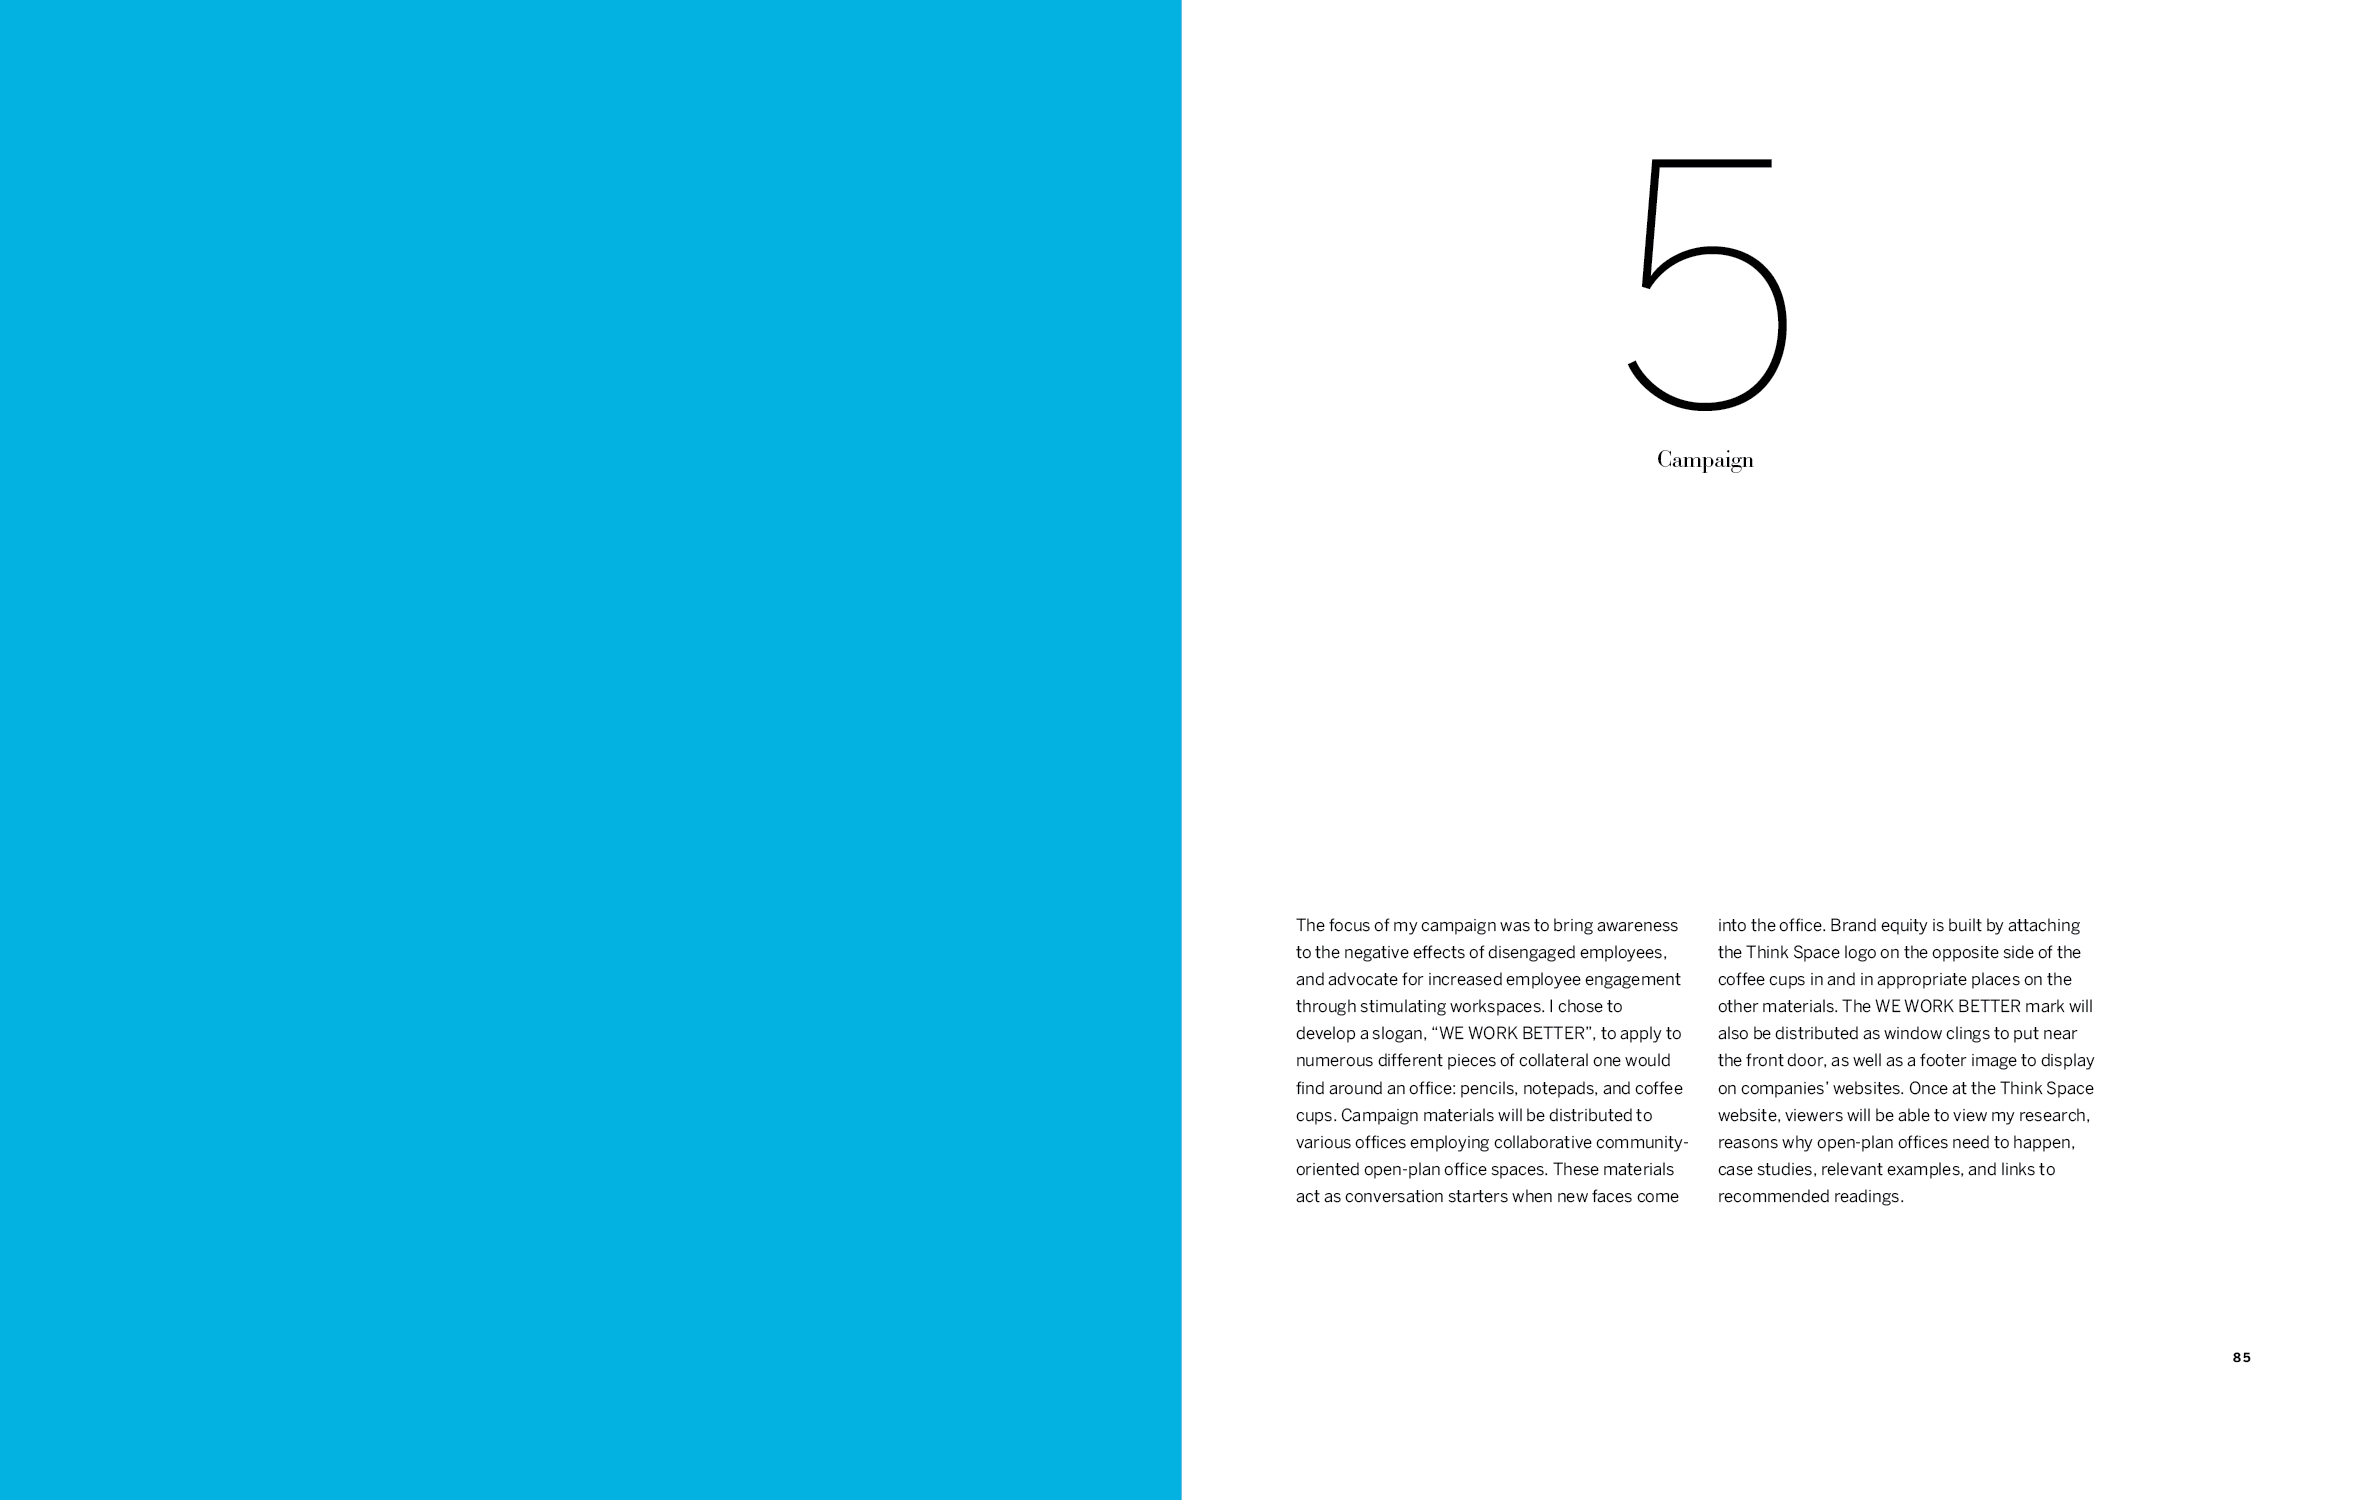 5
Campaign
The focus of my campaign was to bring awareness
to the negative effects of disengaged employees,
and advocate for increased employee engagement
through stimulating workspaces. I chose to
develop a slogan, “WE WORK BETTER”, to apply to
numerous different pieces of collateral one would
find around an office: pencils, notepads, and coffee
cups. Campaign materials will be distributed to
various offices employing collaborative community-
oriented open-plan office spaces. These materials
act as conversation starters when new faces come
into the office. Brand equity is built by attaching
the Think Space logo on the opposite side of the
coffee cups in and in appropriate places on the
other materials. The WE WORK BETTER mark will
also be distributed as window clings to put near
the front door, as well as a footer image to display
on companies’ websites. Once at the Think Space
website, viewers will be able to view my research,
reasons why open-plan offices need to happen,
case studies, relevant examples, and links to
recommended readings.
85